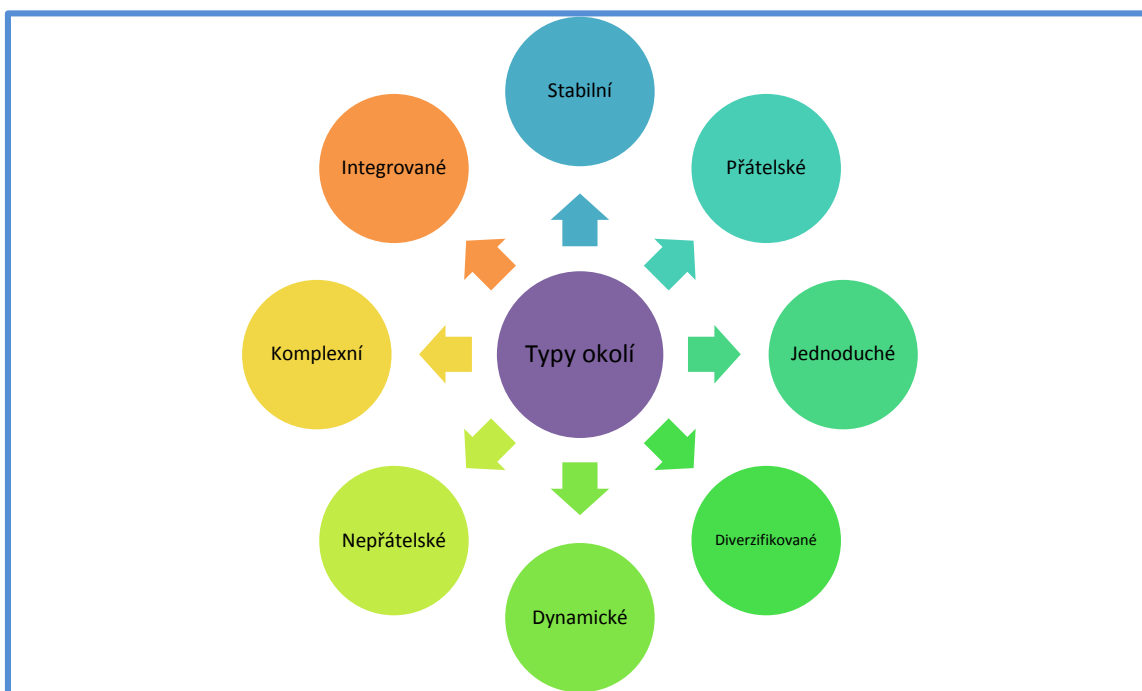 Stabilní
Integrované
Přátelské
Komplexní
Typy okolí
Jednoduché
Nepřátelské
Diverzifikované
Dynamické